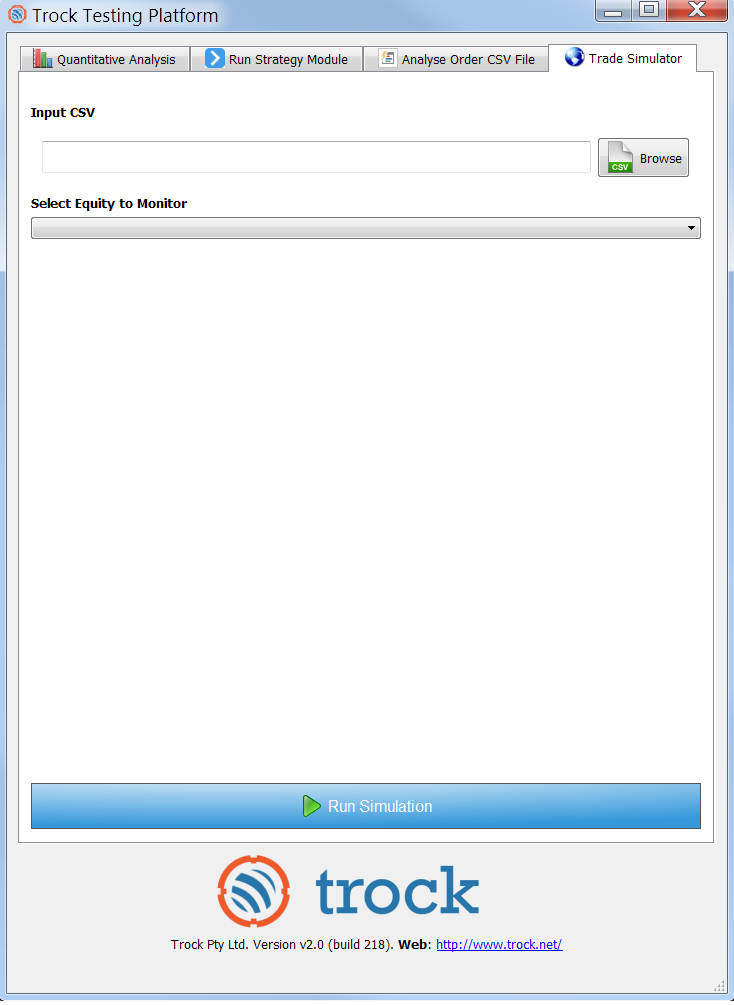 Trock Testing Platform
Quantitative Analysis Run Strategy Module Analyse Order CSV File Trade Simulator
Input CSV
CSV Browse
Select Equity to Monitor
Run Simulation
trock
Trock Pty Ltd. Version v2.0 (build 218). Web: http://www.trock.net/